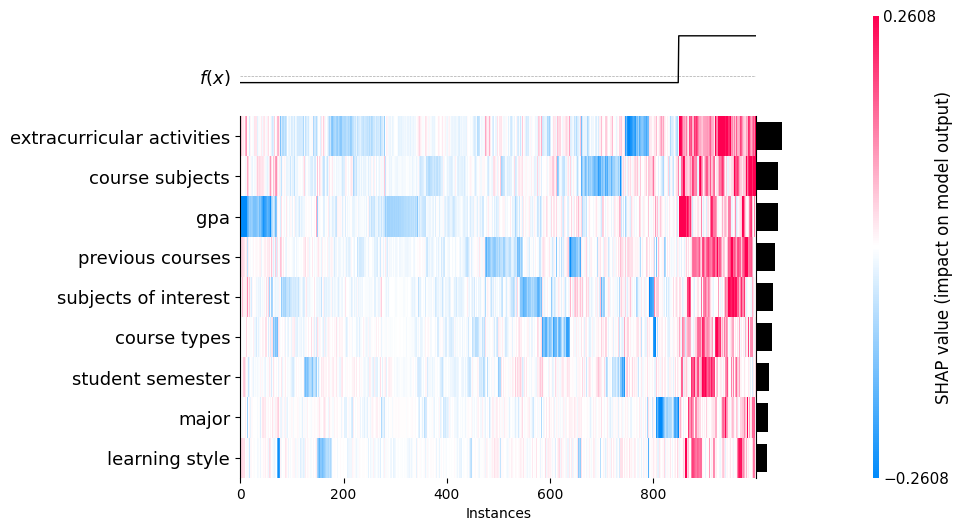 0.2608
f(x)
extracurricular activities
course subjects
gpa
previous courses
subjects of interest
course types
student semester
major
learning style
0 200 400 600 800
Instances
SHAP value (impact on model output)
−0.2608